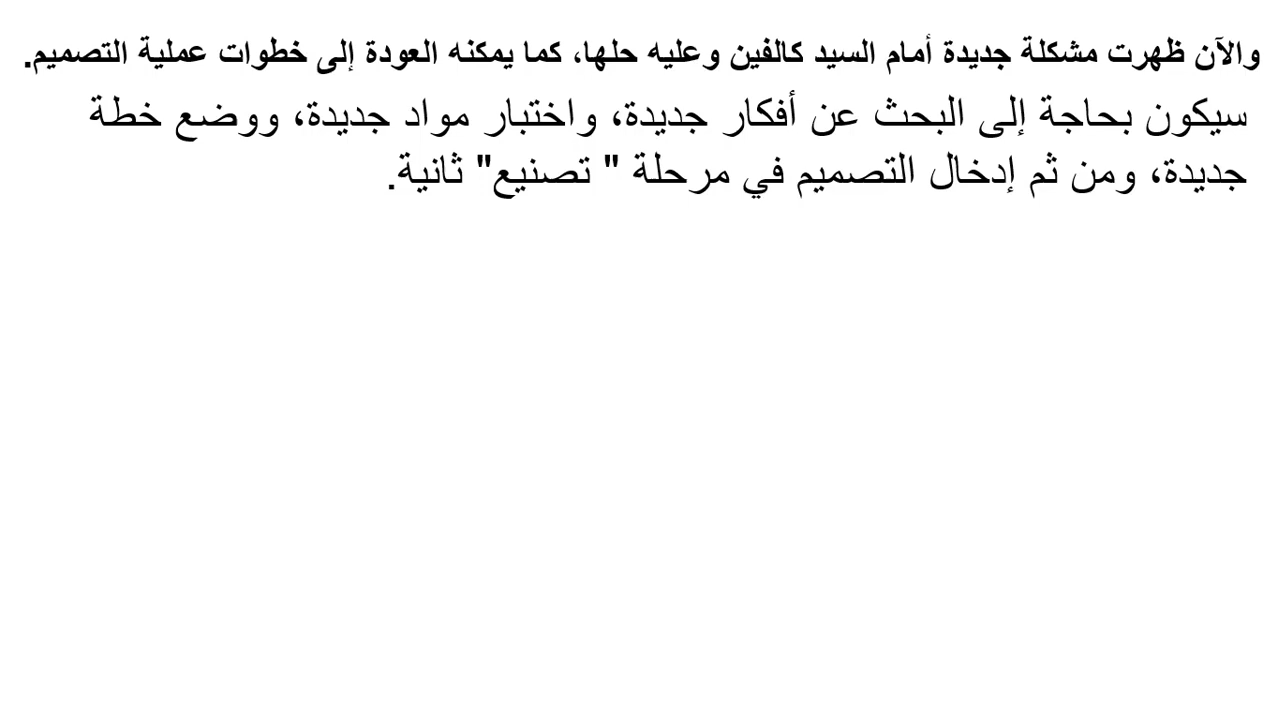 والآن ظهرت مشكلة جديدة أمام السيد كالفين وعليه حلها، كما يمكنه العودة إلى خطوات عملية التصميم.
سيكون بحاجة إلى البحث عن أفكار جديدة، واختبار مواد جديدة، ووضع خطة
جديدة، ومن ثم إدخال التصميم في مرحلة " تصنيع" ثانية.